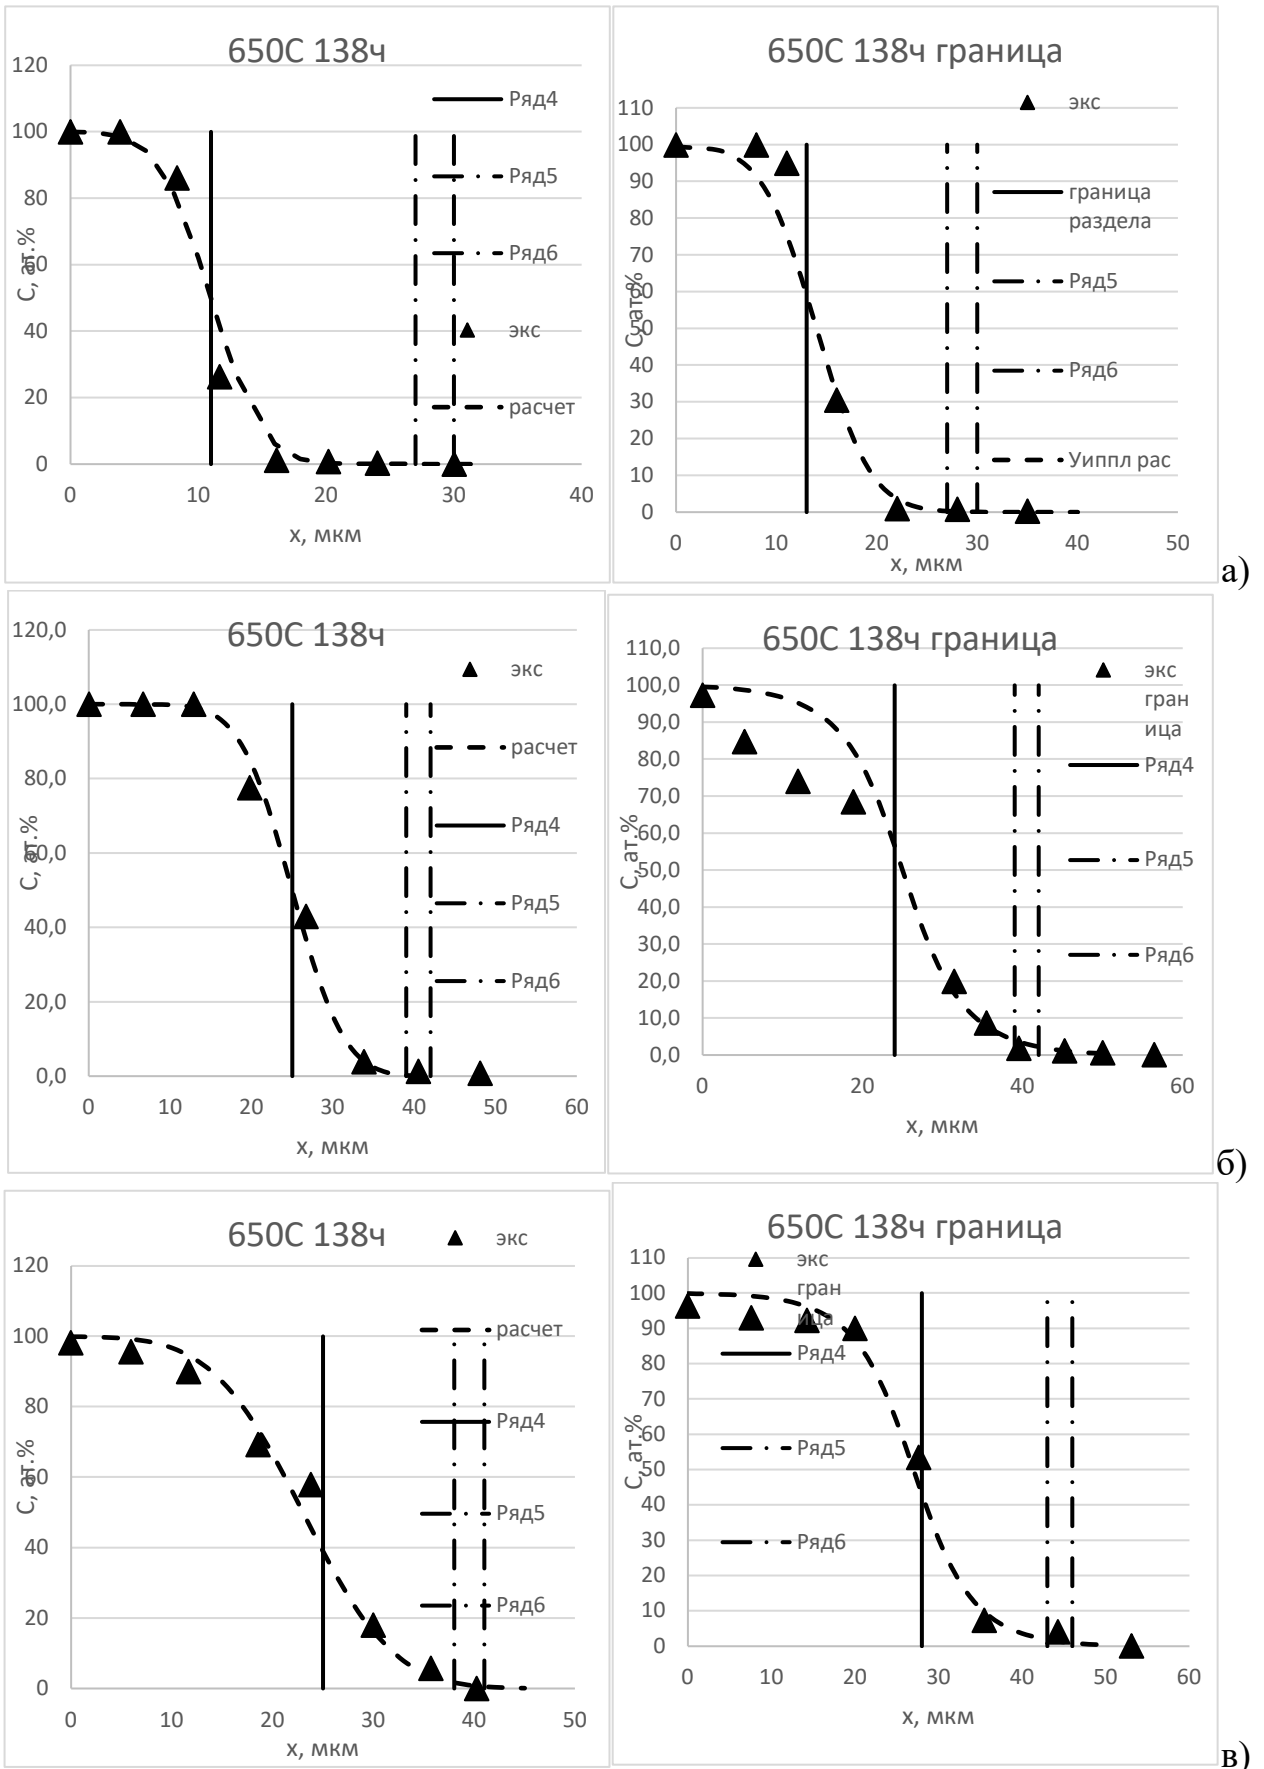 650С 138ч
120
100
80
60
40
20
0
0 10 20 30 40
С, ат.%
x, мкм
Ряд4
Ряд5
Ряд6
экс
расчет
650С 138ч граница
110
100
90
80
70
60
50
40
30
20
10
0
0 10 20 30 40 50
С, ат.%
x, мкм
экс
граница
раздела
Ряд5
Ряд6
Уиппл рас
а)
650С 138ч
120,0
100,0
80,0
60,0
40,0
20,0
0,0
0 10 20 30 40 50 60
С, ат.%
x, мкм
экс
расчет
Ряд4
Ряд5
Ряд6
650С 138ч граница
110,0
100,0
90,0
80,0
70,0
60,0
50,0
40,0
30,0
20,0
10,0
0,0
0 20 40 60
С, ат.%
x, мкм
экс
гран
ица
Ряд4
Ряд5
Ряд6
б)
650С 138ч
120
100
80
60
40
20
0
0 10 20 30 40 50
С, ат.%
x, мкм
экс
расчет
Ряд4
Ряд5
Ряд6
650С 138ч граница
110
100
90
80
70
60
50
40
30
20
10
0
0 10 20 30 40 50 60
С, ат.%
x, мкм
экс
гран
ица
Ряд4
Ряд5
Ряд6
в)